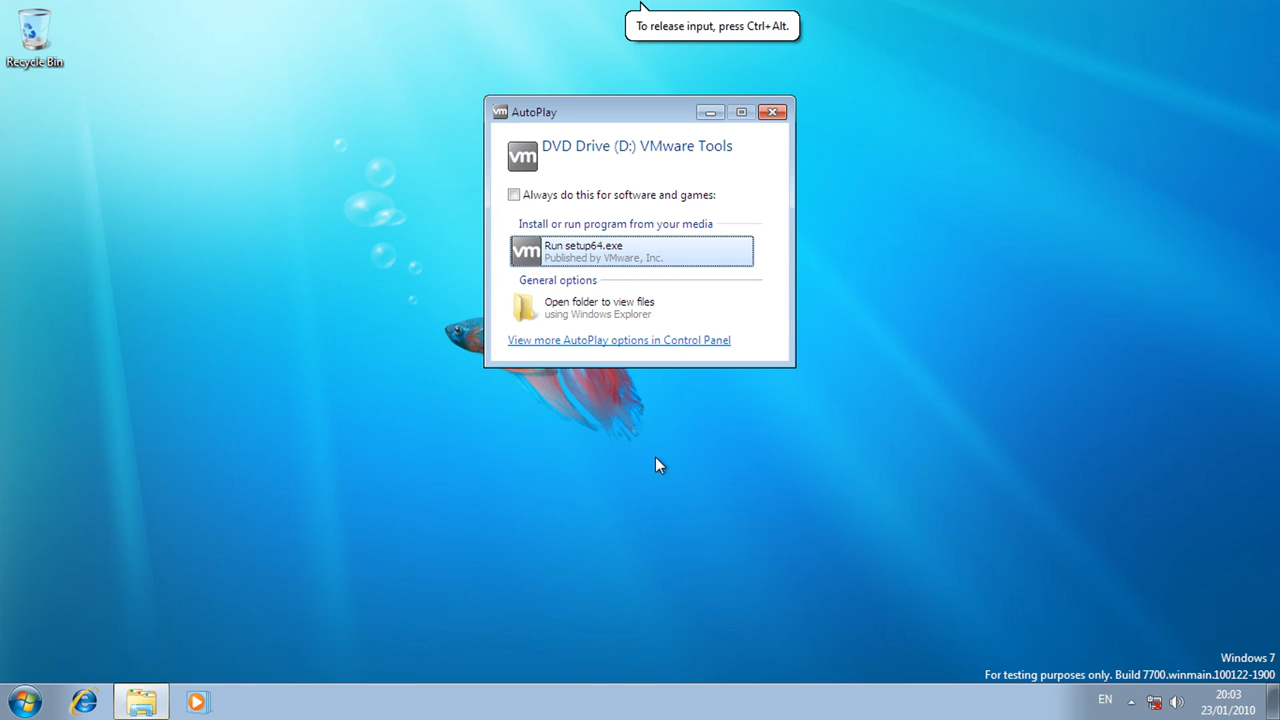 Recycle Bin
To release input, press Ctrl+Alt.
vm AutoPlay
vm
DVD Drive (D:) VMware Tools
Always do this for software and games:
Install or run program from your media
vm
Run setup64.exe
Published by VMware, Inc.
General options
Open folder to view files
using Windows Explorer
View more AutoPlay options in Control Panel
Windows 7
For testing purposes only. Build 7700.winmain.100122-1900
EN
20:03
23/01/2010